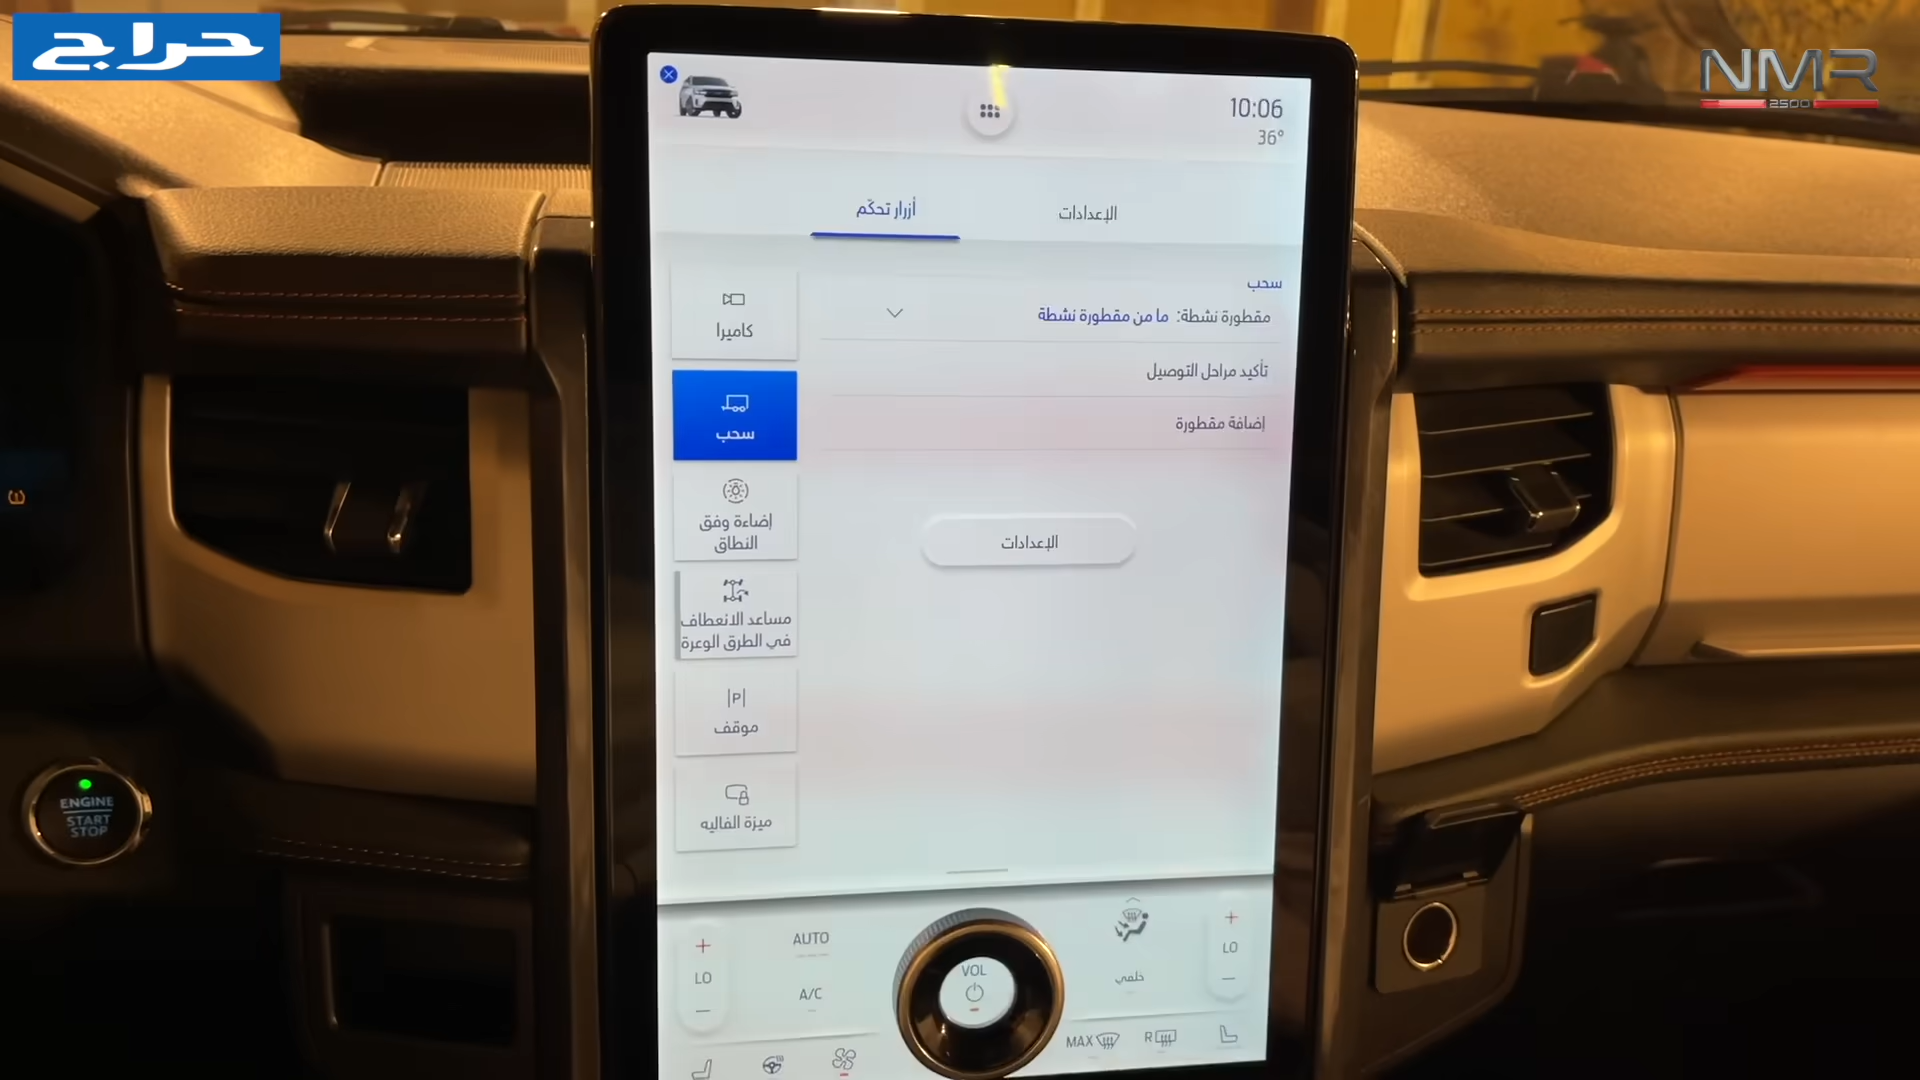 حراج
NMR
2500
10:06
36°
الإعدادات
أزرار تحكّم
كاميرا
سحب
إضاءة وفق
النطاق
مساعد الانعطاف
في الطرق الوعرة
|P|
موقف
ميزة الفاليه
سحب
مقطورة نشطة: ما من مقطورة نشطة
تأكيد مراحل التوصيل
إضافة مقطورة
الإعدادات
ENGINE
START
STOP
+
LO
−
AUTO
A/C
VOL
خلفي
+
LO
−
MAX
R